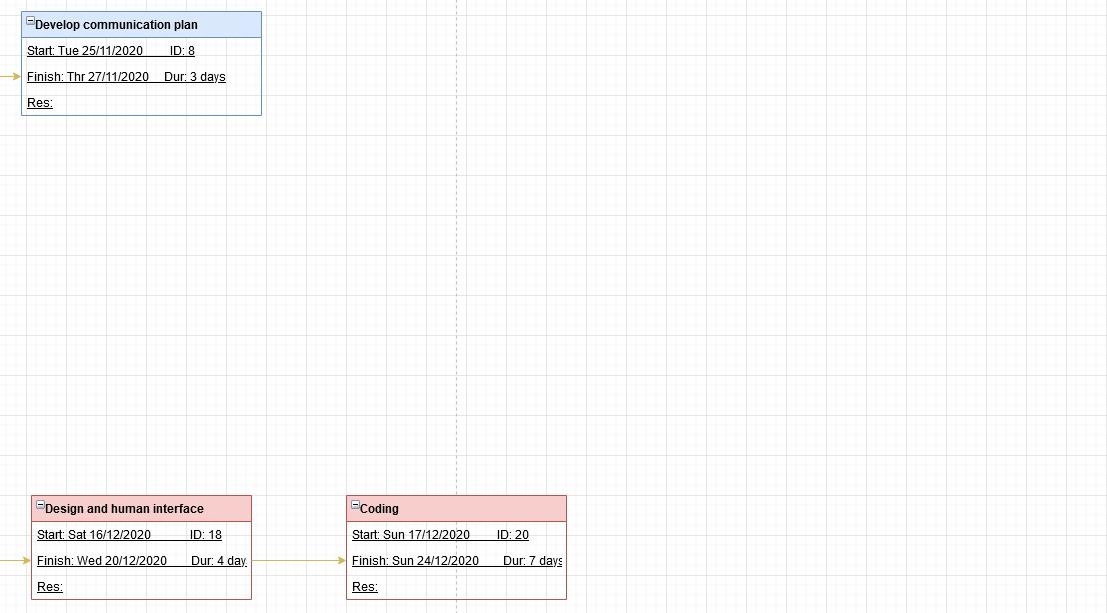 Develop communication plan
Start: Tue 25/11/2020 ID: 8
Finish: Thr 27/11/2020 Dur: 3 days
Res:
Design and human interface
Start: Sat 16/12/2020 ID: 18
Finish: Wed 20/12/2020 Dur: 4 day
Res:
Coding
Start: Sun 17/12/2020 ID: 20
Finish: Sun 24/12/2020 Dur: 7 days
Res: